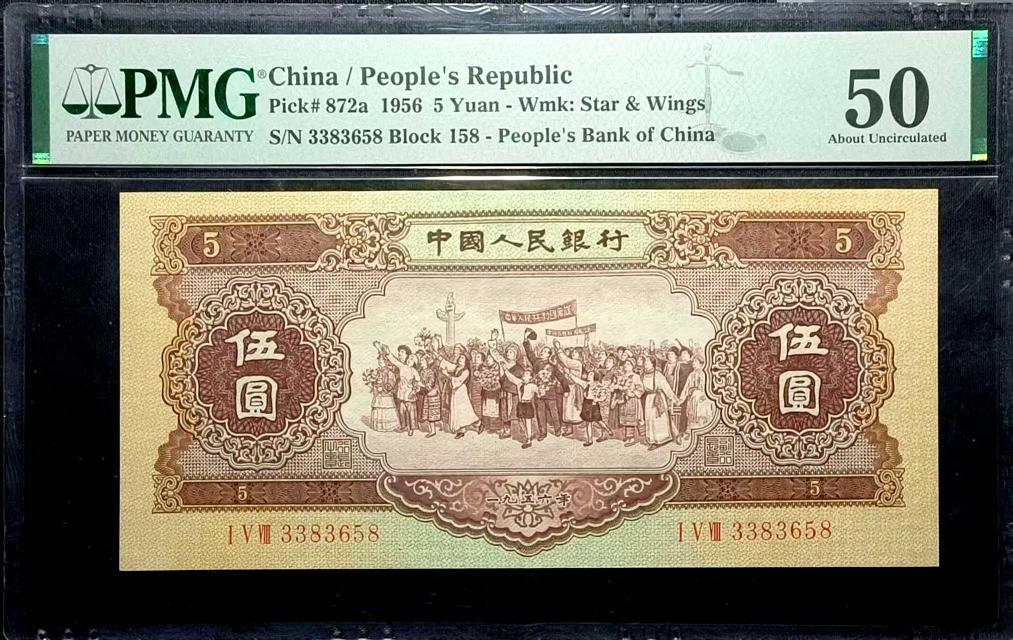 PMG®
PAPER MONEY GUARANTY
China / People's Republic
Pick# 872a 1956 5 Yuan - Wmk: Star & Wings
S/N 3383658 Block 158 - People's Bank of China
50
About Uncirculated
5 中國人民銀行 5
伍圓
伍圓
5 一九五六年 5
I V VIII 3383658
I V VIII 3383658